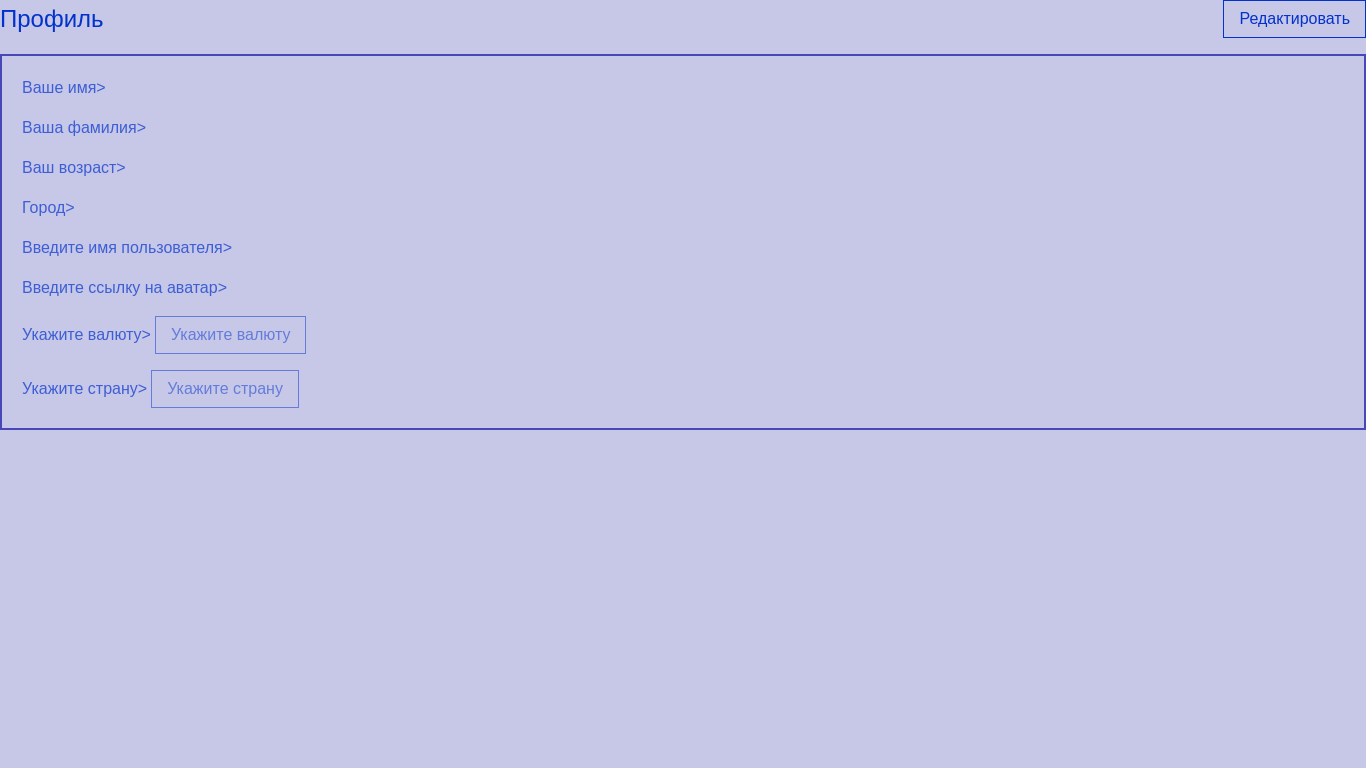 Профиль
Редактировать
Ваше имя>
Ваша фамилия>
Ваш возраст>
Город>
Введите имя пользователя>
Введите ссылку на аватар>
Укажите валюту> Укажите валюту
Укажите страну> Укажите страну